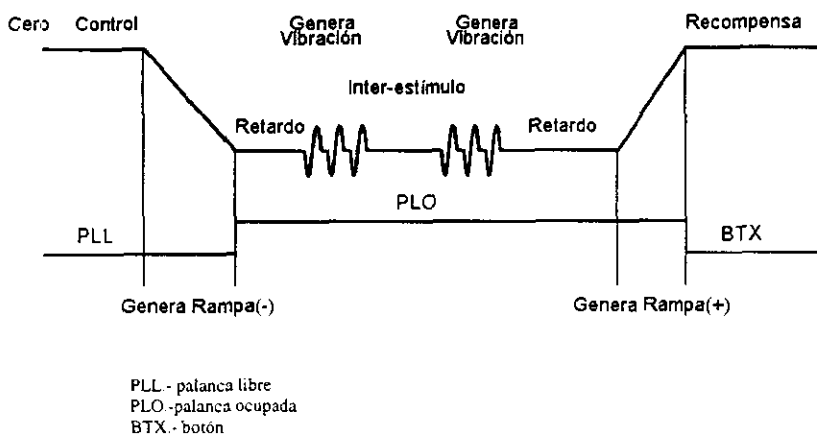 Cero Control Genera Vibración Genera Vibración Recompensa
Inter-estímulo
Retardo Retardo
PLO
PLL BTX
Genera Rampa(-) Genera Rampa(+)
PLL.- palanca libre
PLO.-palanca ocupada
BTX.- botón